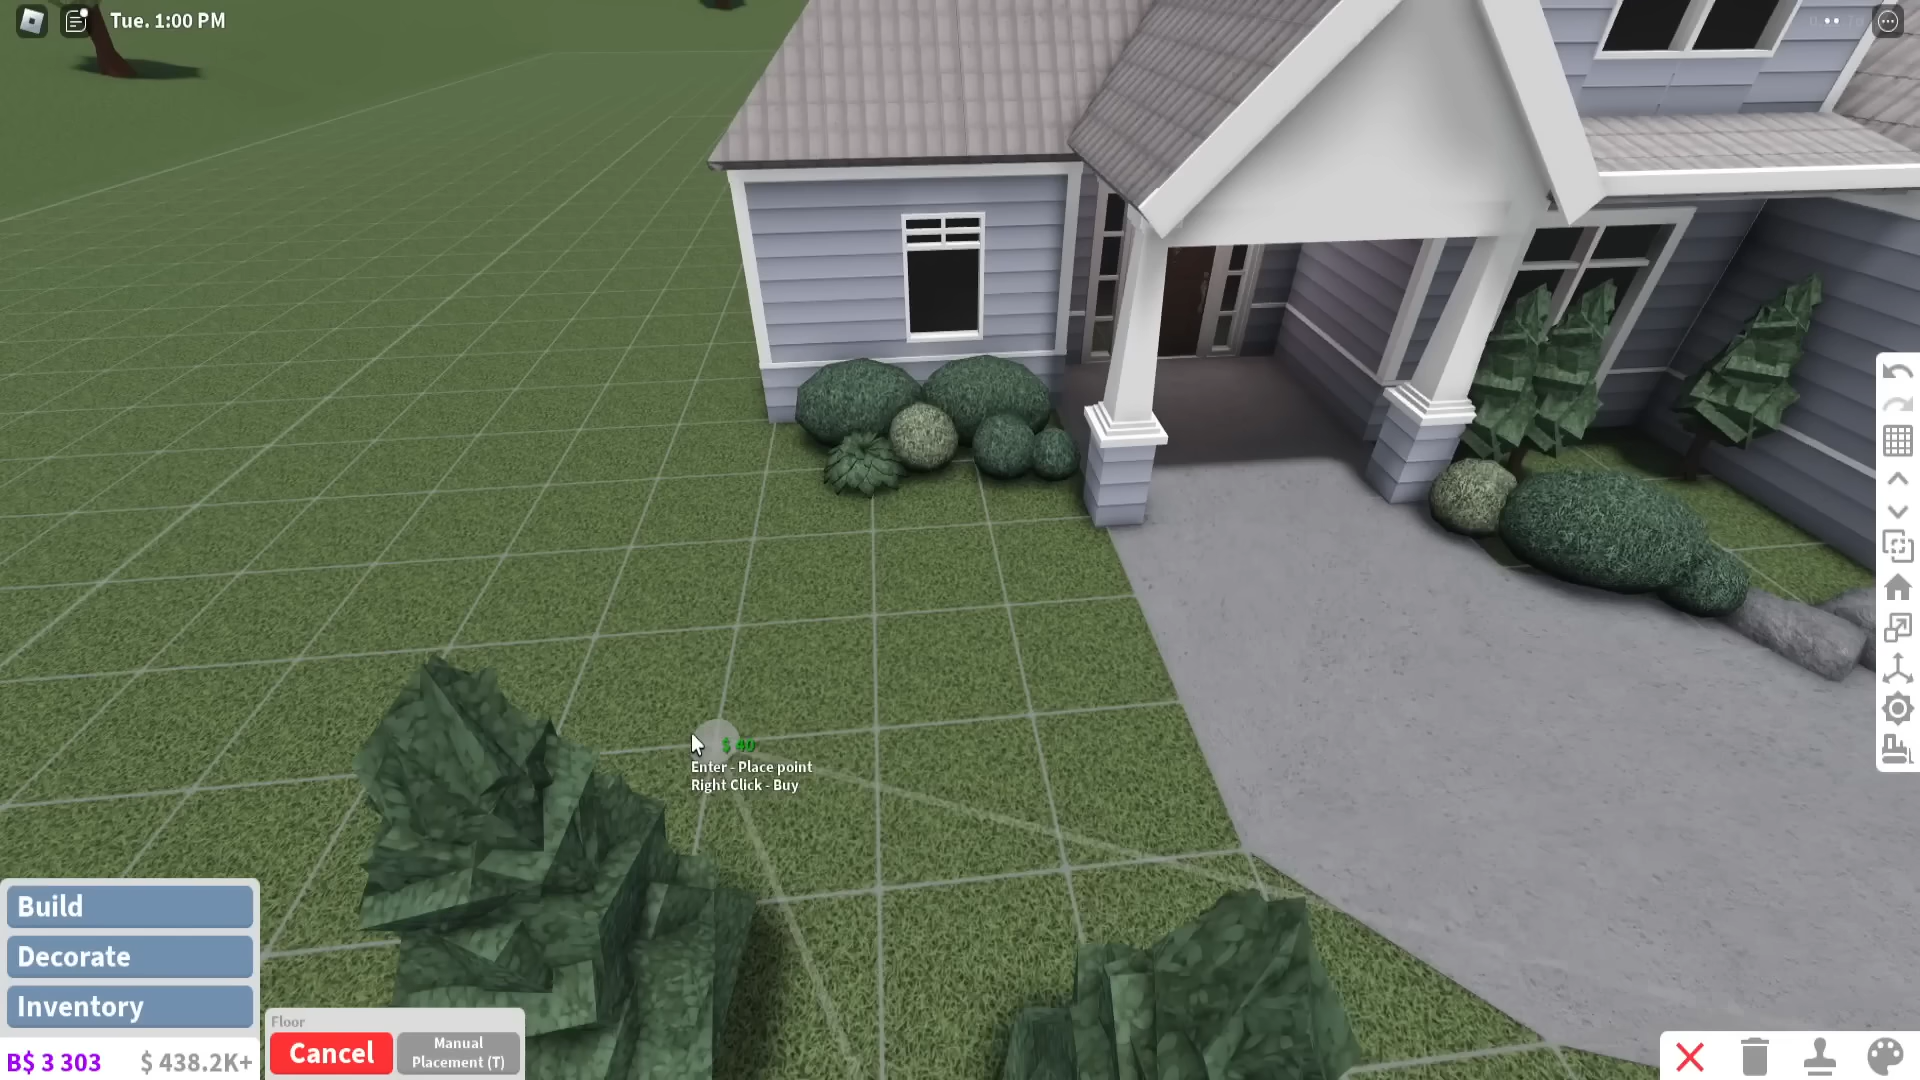 Tue. 1:00 PM
$ 40
Enter - Place point
Right Click - Buy
Build
Decorate
Inventory
B$ 3 303
$ 438.2K+
Floor
Cancel
Manual
Placement (T)